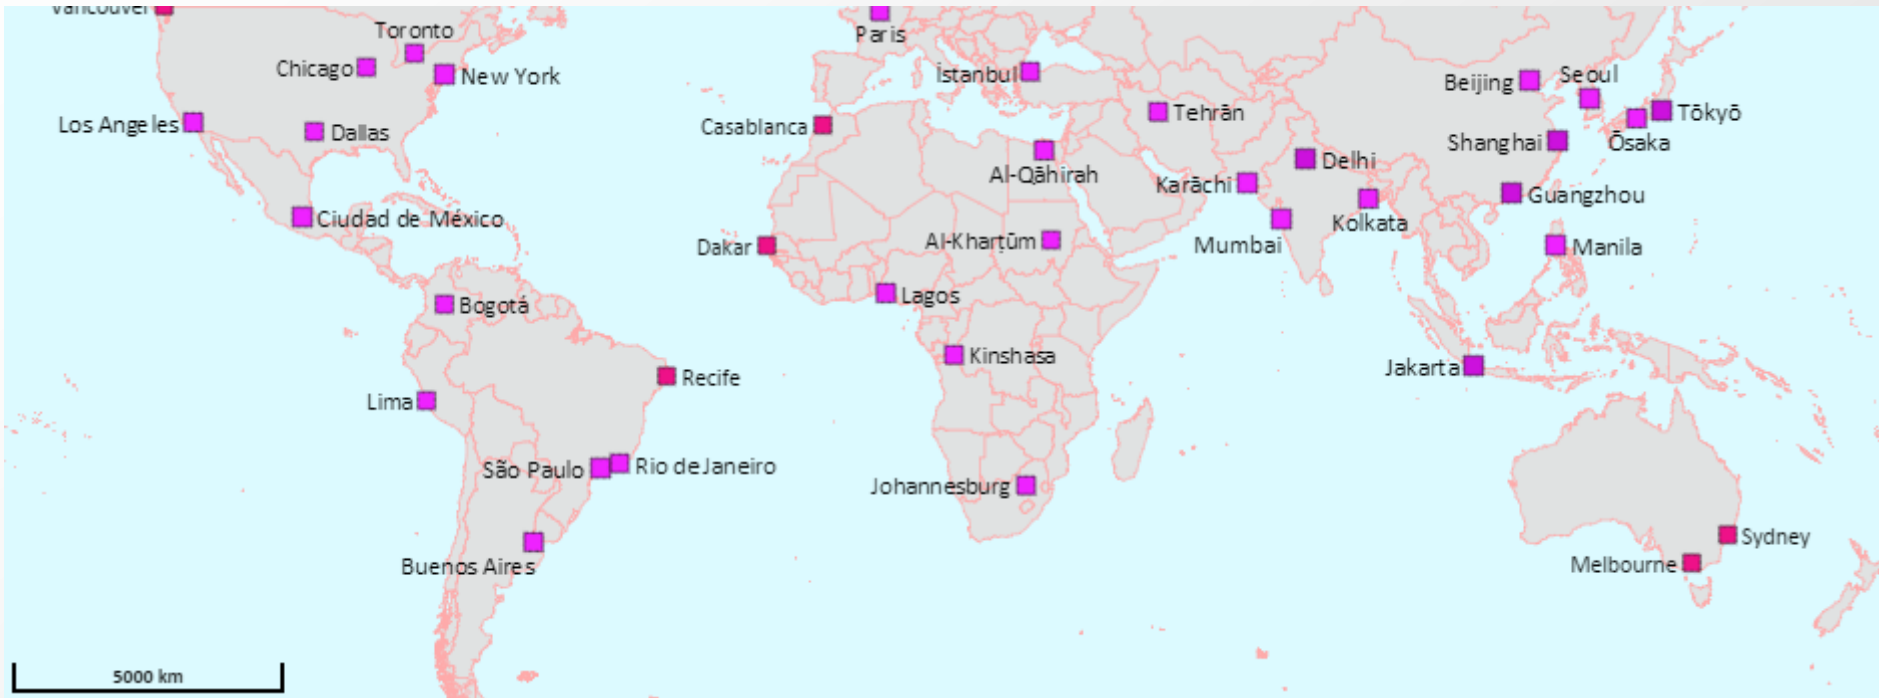 Vancouver
Toronto
Paris
Chicago
New York
İstanbul
Beijing
Seoul
Los Angeles
Dallas
Casablanca
Tehrān
Tōkyō
Shanghai
Ōsaka
Al-Qāhirah
Delhi
Karāchi
Guangzhou
Ciudad de México
Kolkata
Dakar
Al-Kharţūm
Mumbai
Manila
Bogotá
Lagos
Kinshasa
Recife
Jakarta
Lima
São Paulo
Rio de Janeiro
Johannesburg
Sydney
Buenos Aires
Melbourne
5000 km